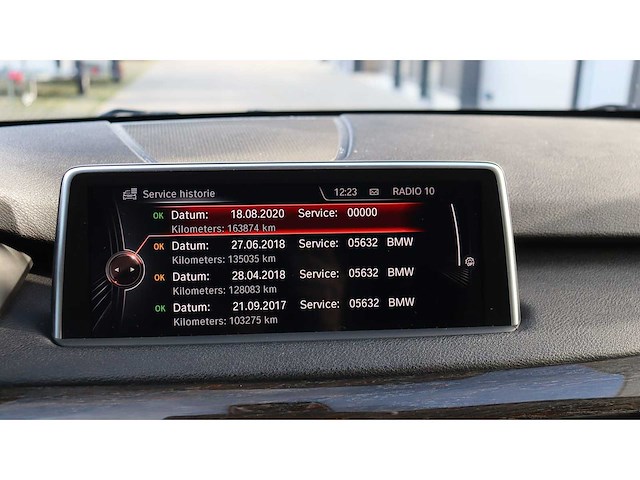 Service historie 12:23 RADIO 10
OK Datum: 18.08.2020 Service: 00000
Kilometers: 163874 km
OK Datum: 27.06.2018 Service: 05632 BMW
Kilometers: 135035 km
OK Datum: 28.04.2018 Service: 05632 BMW
Kilometers: 128083 km
OK Datum: 21.09.2017 Service: 05632 BMW
Kilometers: 103275 km